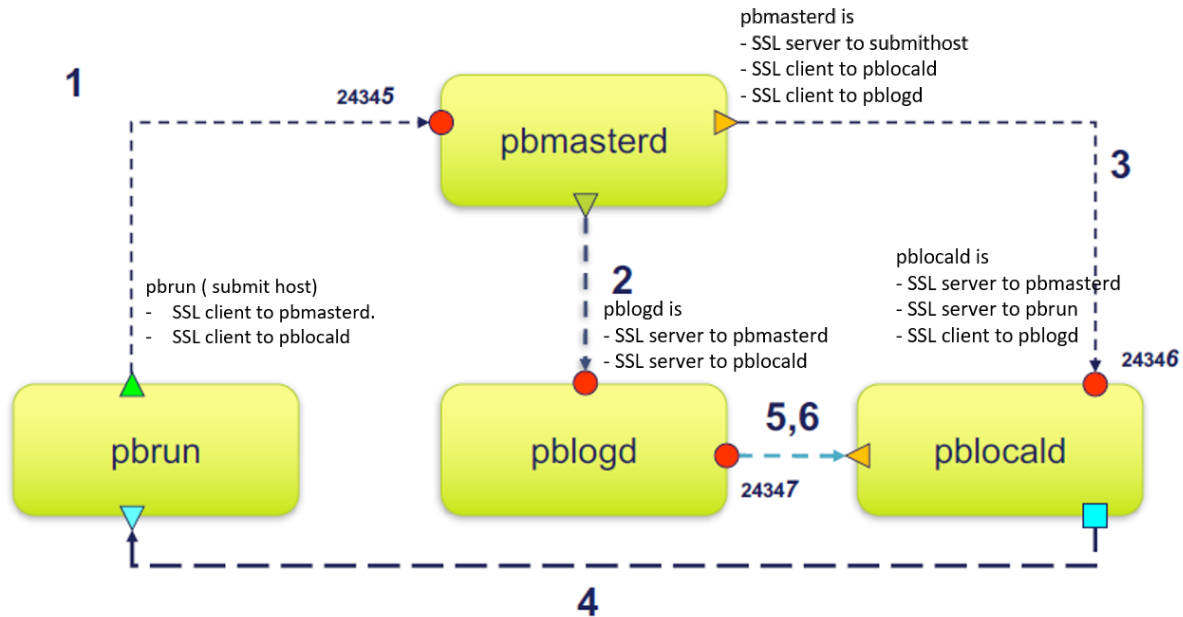 pbmasterd is
- SSL server to submithost
- SSL client to pblocald
- SSL client to pblogd
1
24345
pbmasterd
3
2
pbrun ( submit host)
- SSL client to pbmasterd.
- SSL client to pblocald
pblogd is
- SSL server to pbmasterd
- SSL server to pblocald
pblocald is
- SSL server to pbmasterd
- SSL server to pbrun
- SSL client to pblogd
24346
pbrun
pblogd
5,6
24347
pblocald
4